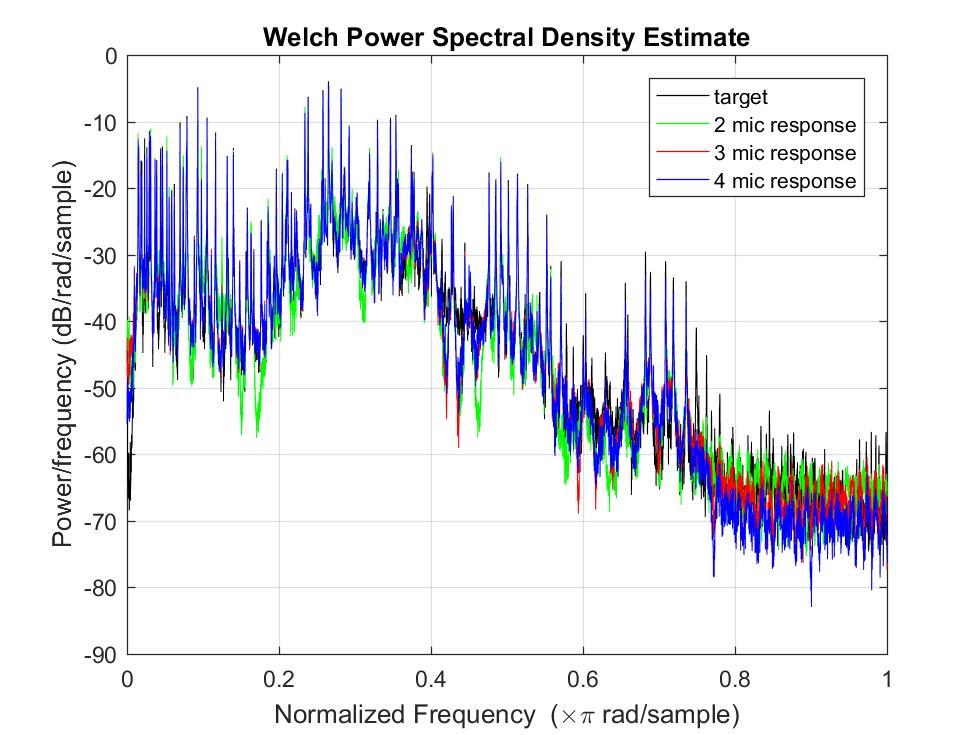 Welch Power Spectral Density Estimate
target
2 mic response
3 mic response
4 mic response
Power/frequency (dB/rad/sample)
0
-10
-20
-30
-40
-50
-60
-70
-80
-90
0
0.2
0.4
0.6
0.8
1
Normalized Frequency (×π rad/sample)